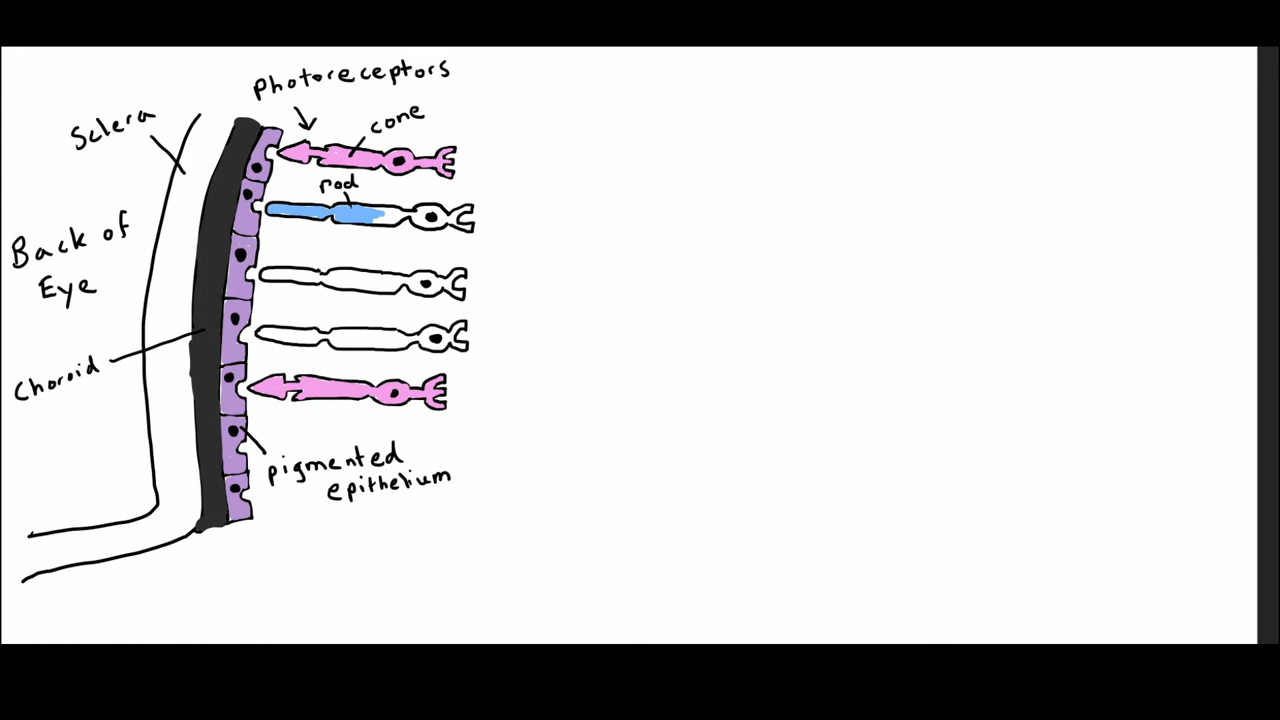 Photoreceptors
Sclera
cone
rod
Back of
Eye
Choroid
pigmented
epithelium